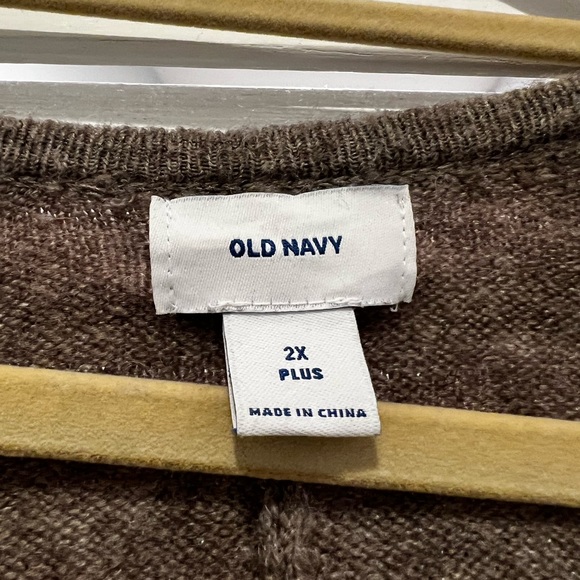 OLD NAVY
2X
PLUS
MADE IN CHINA